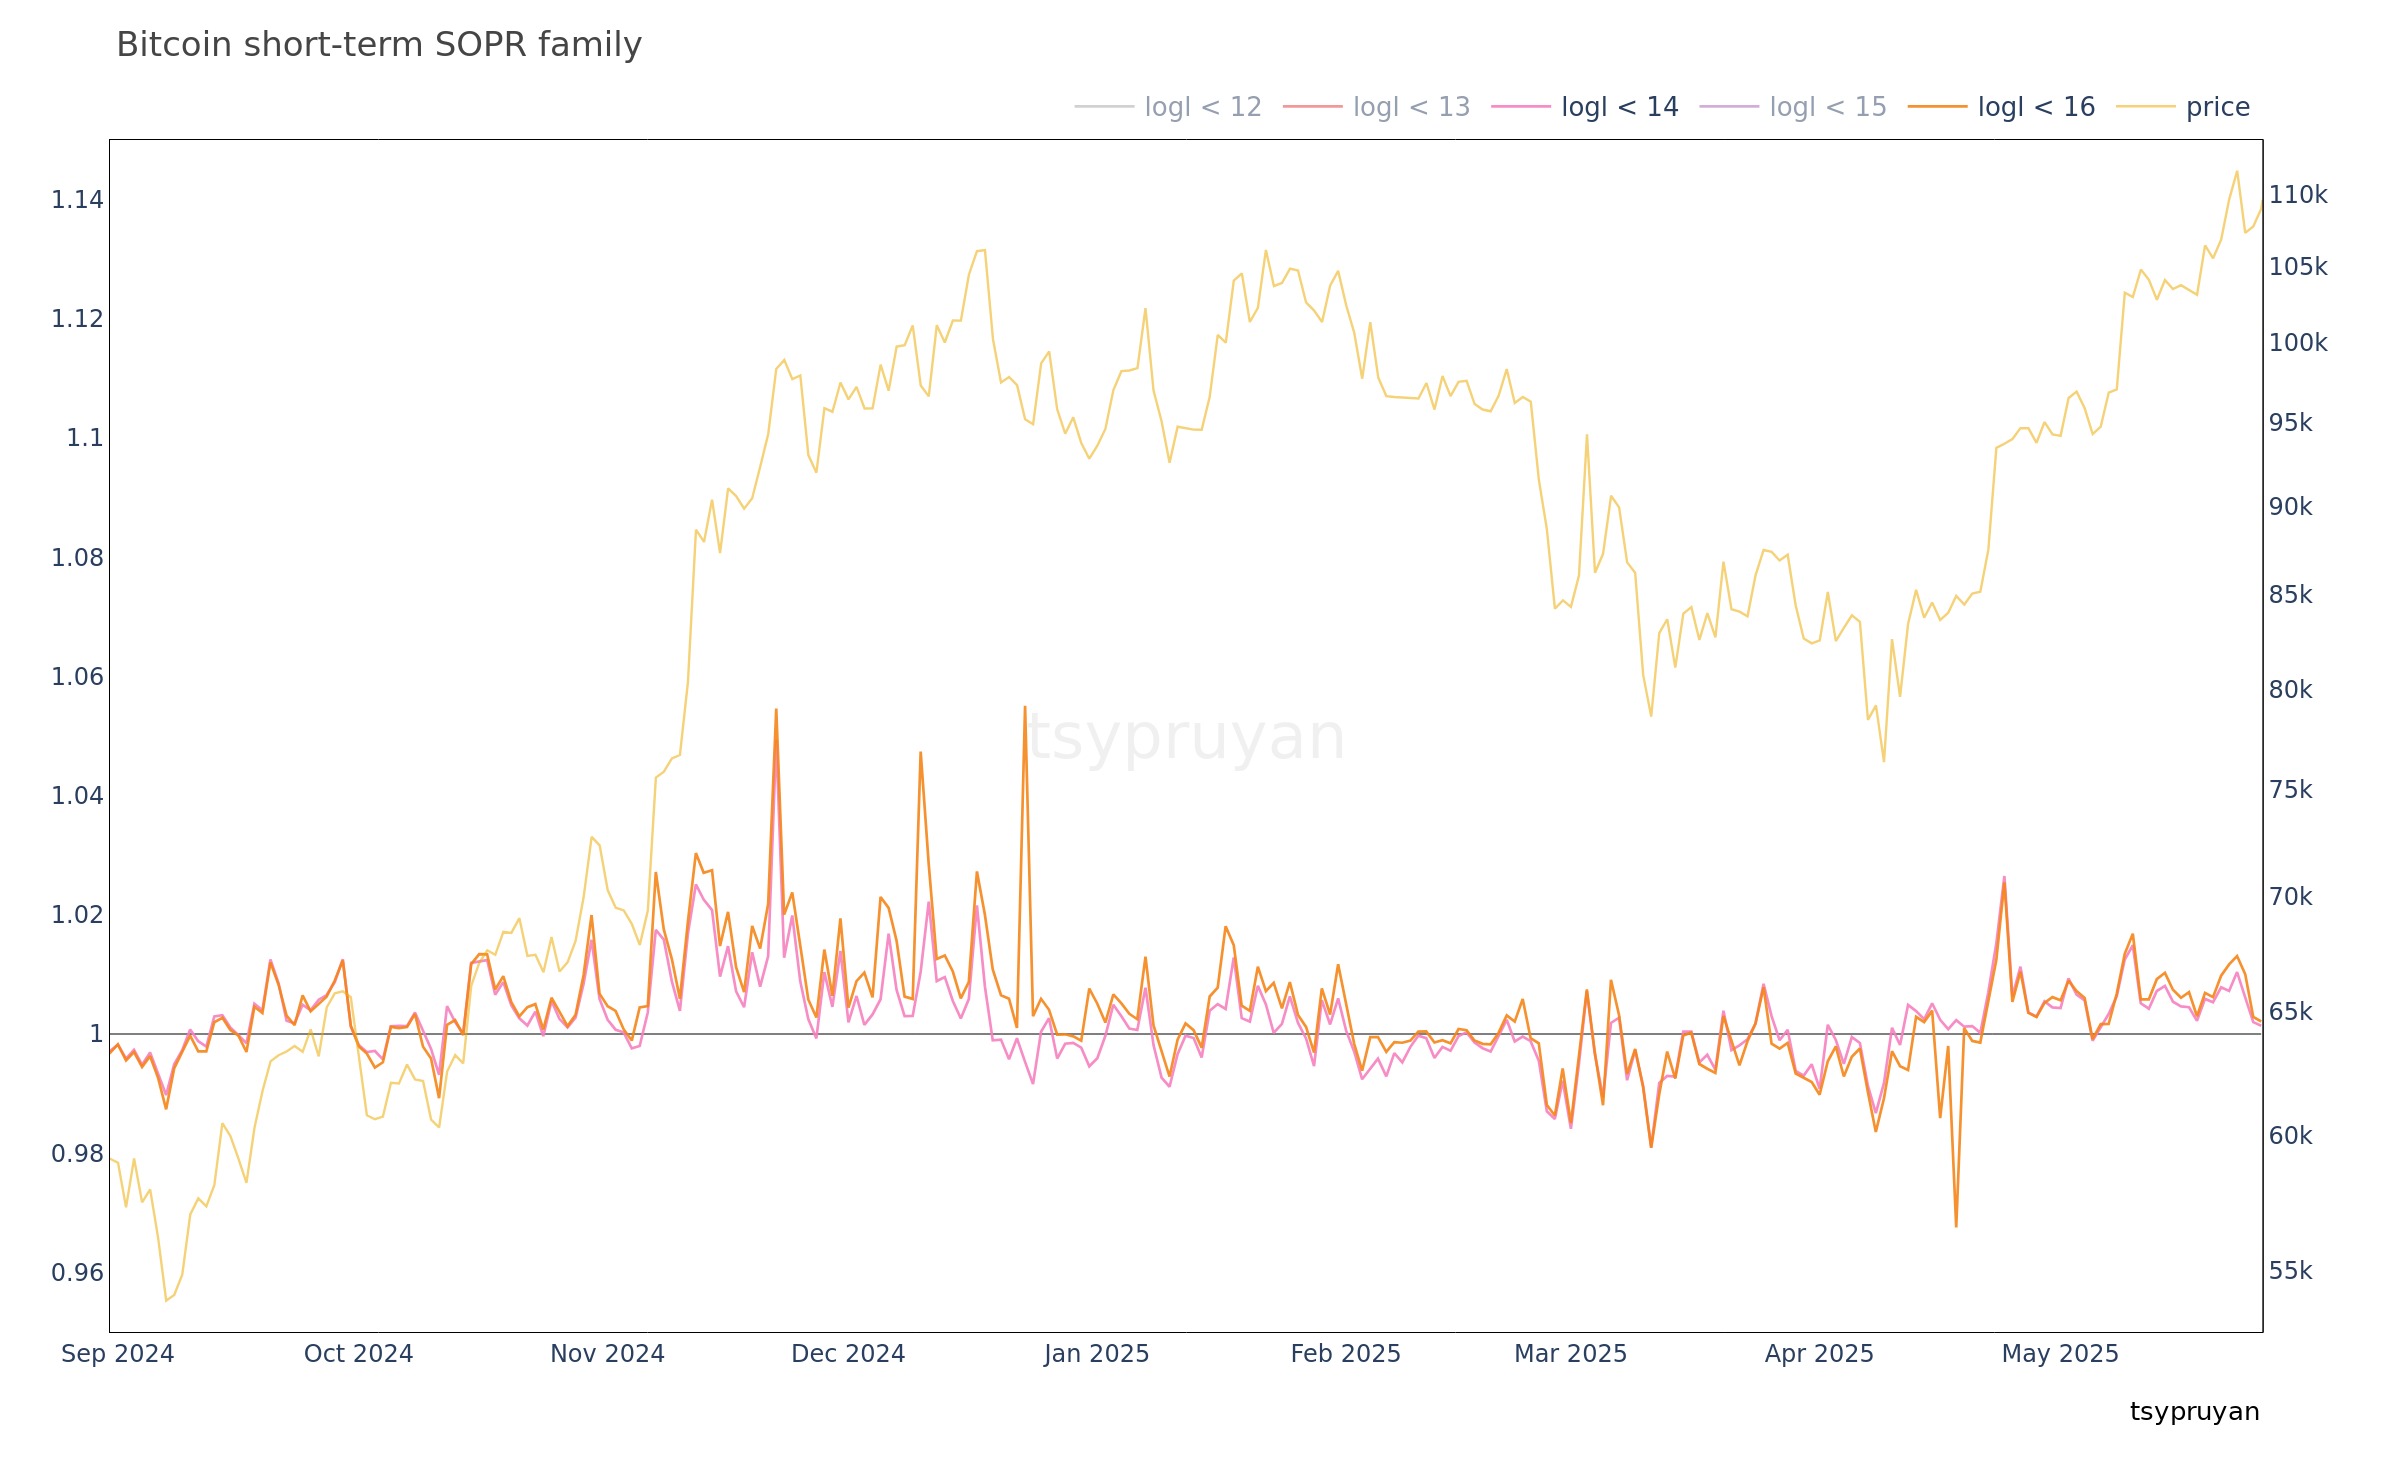 Bitcoin short-term SOPR family
logl < 12 logl < 13 logl < 14 logl < 15 logl < 16 price
1.14
1.12
1.1
1.08
1.06
1.04
1.02
1
0.98
0.96
110k
105k
100k
95k
90k
85k
80k
75k
70k
65k
60k
55k
tsypruyan
Sep 2024 Oct 2024 Nov 2024 Dec 2024 Jan 2025 Feb 2025 Mar 2025 Apr 2025 May 2025
tsypruyan